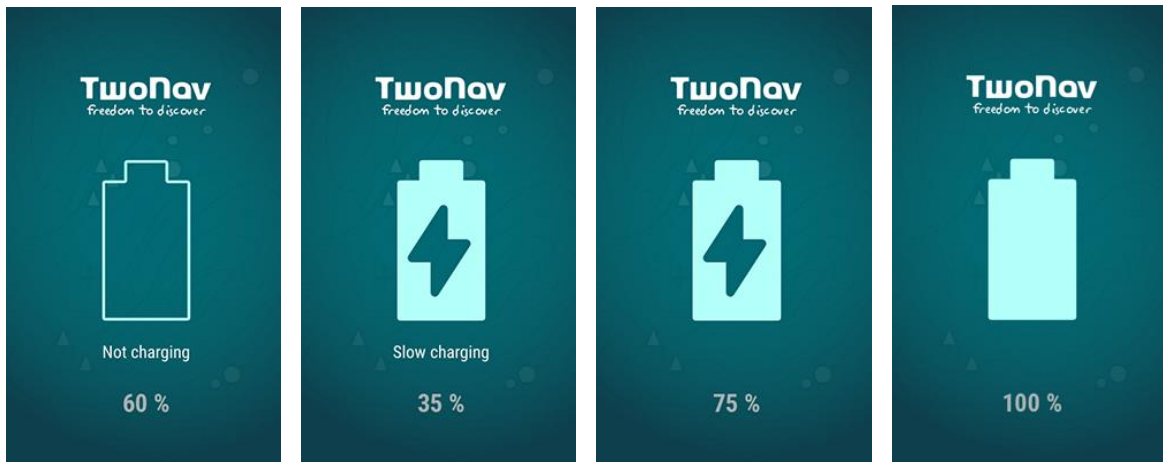 TwoNav
freedom to discover
Not charging
60 %
TwoNav
freedom to discover
Slow charging
35 %
TwoNav
freedom to discover
75 %
TwoNav
freedom to discover
100 %